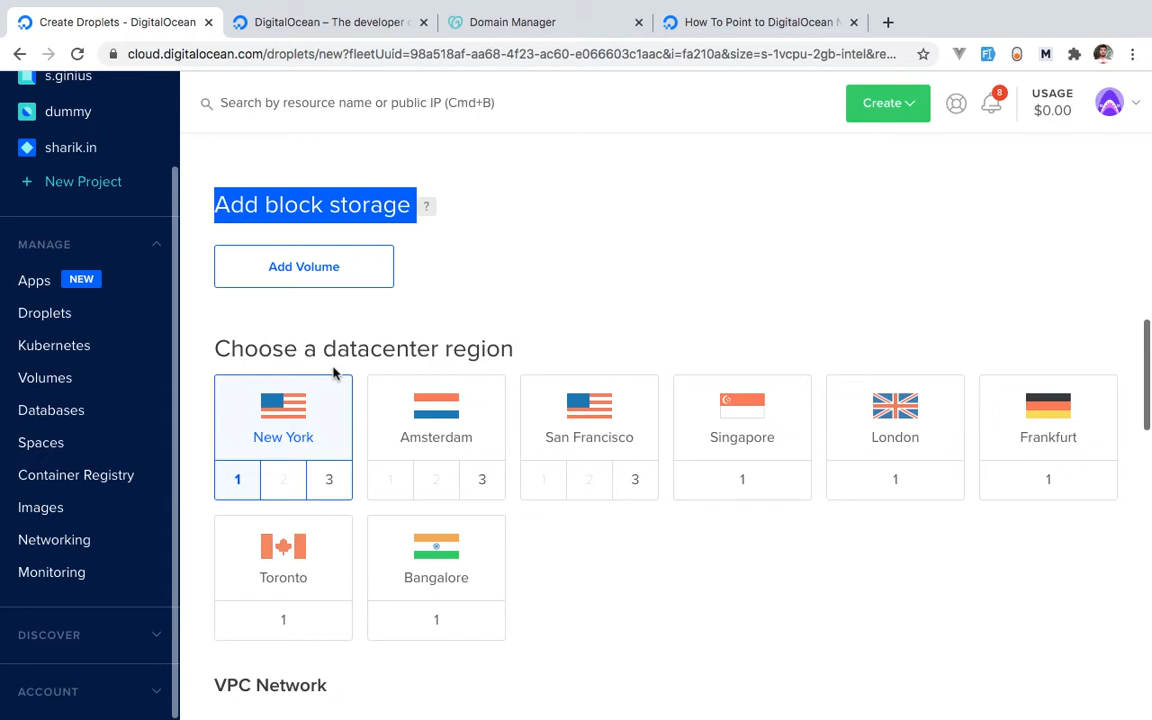 Create Droplets - DigitalOcean
DigitalOcean – The developer c
Domain Manager
How To Point to DigitalOcean N
cloud.digitalocean.com/droplets/new?fleetUuid=98a518af-aa68-4f23-ac60-e066603c1aac&i=fa210a&size=s-1vcpu-2gb-intel&re...
s.ginius
dummy
sharik.in
+ New Project
MANAGE
Apps NEW
Droplets
Kubernetes
Volumes
Databases
Spaces
Container Registry
Images
Networking
Monitoring
DISCOVER
ACCOUNT
Search by resource name or public IP (Cmd+B)
Create
8
USAGE
$0.00
Add block storage ?
Add Volume
Choose a datacenter region
New York
1 2 3
Amsterdam
1 2 3
San Francisco
1 2 3
Singapore
1
London
1
Frankfurt
1
Toronto
1
Bangalore
1
VPC Network